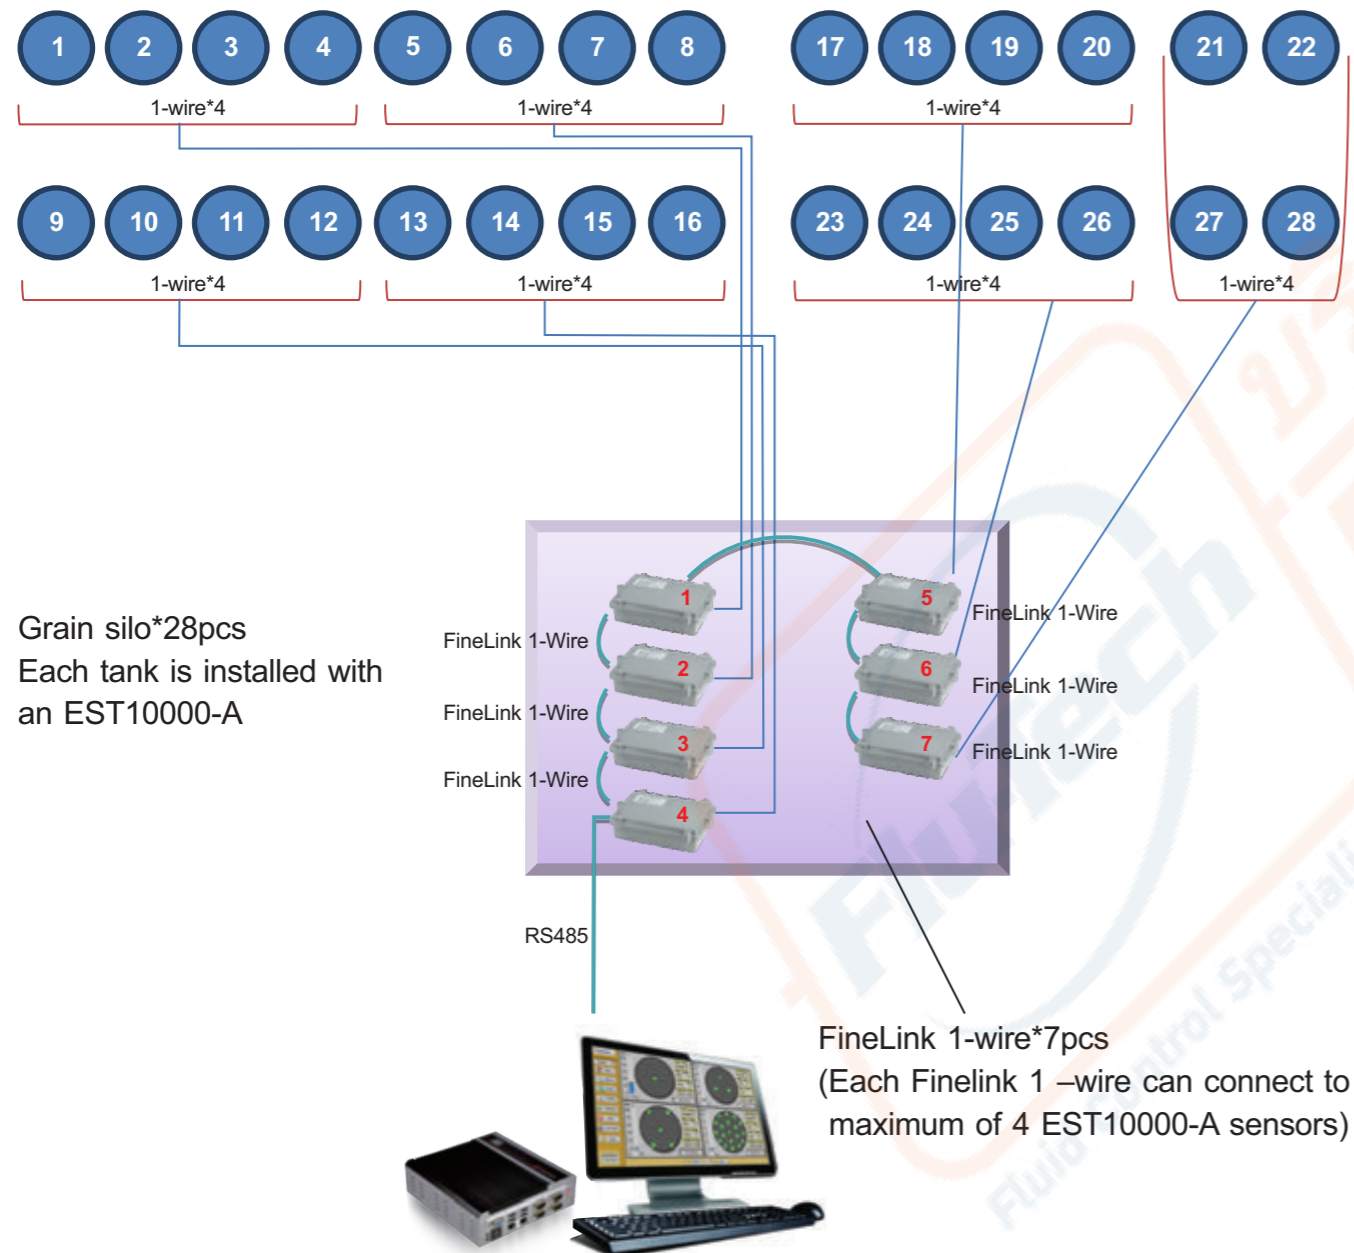 1 2 3 4 5 6 7 8 17 18 19 20 21 22
1-wire*4 1-wire*4 1-wire*4
9 10 11 12 13 14 15 16 23 24 25 26 27 28
1-wire*4 1-wire*4 1-wire*4 1-wire*4
1 5
FineLink 1-Wire FineLink 1-Wire
2 6
FineLink 1-Wire FineLink 1-Wire
3 7
FineLink 1-Wire FineLink 1-Wire
4
Grain silo*28pcs
Each tank is installed with
an EST10000-A
RS485
FineLink 1-wire*7pcs
(Each Finelink 1 –wire can connect to
maximum of 4 EST10000-A sensors)
FluTech
Fluid Control Speciali